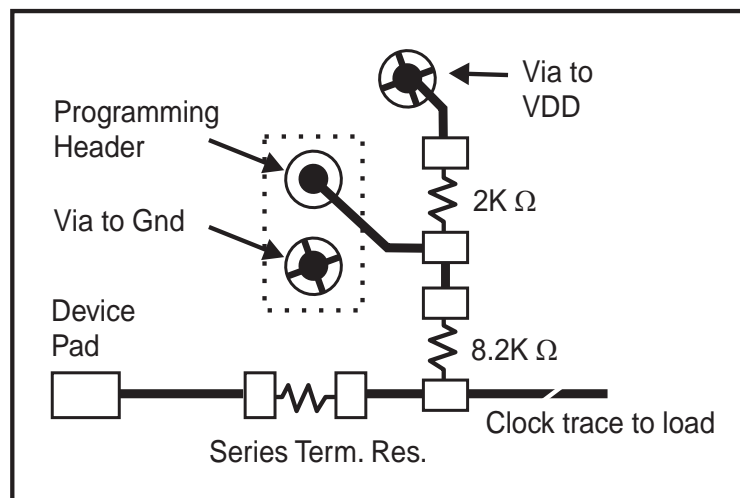 Via to
VDD
Programming
Header
2K Ω
Via to Gnd
Device
Pad
8.2K Ω
Clock trace to load
Series Term. Res.